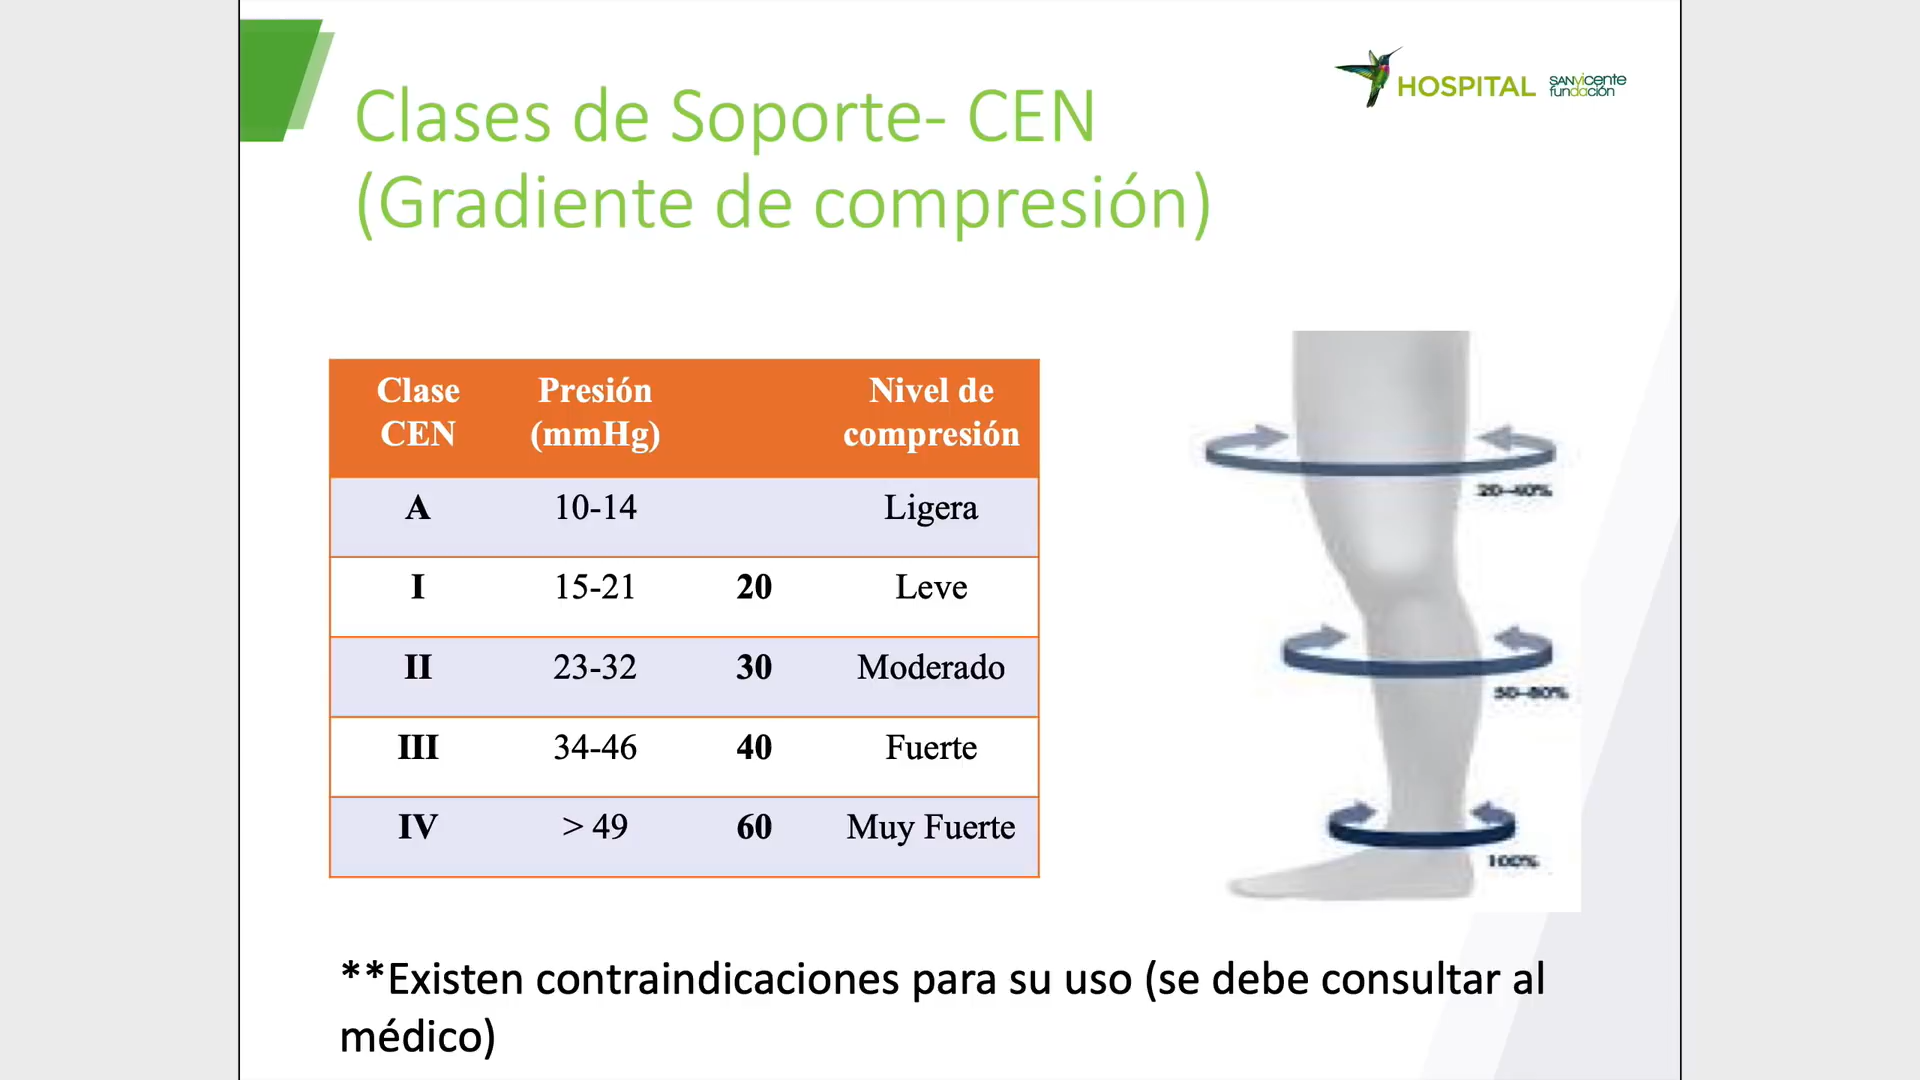 Clases de Soporte- CEN
(Gradiente de compresión)
HOSPITAL
SANVicente
fundación
Clase CEN Presión (mmHg) Nivel de compresión
A 10-14 Ligera
I 15-21 20 Leve
II 23-32 30 Moderado
III 34-46 40 Fuerte
IV > 49 60 Muy Fuerte
20-40%
50-80%
100%
**Existen contraindicaciones para su uso (se debe consultar al
médico)